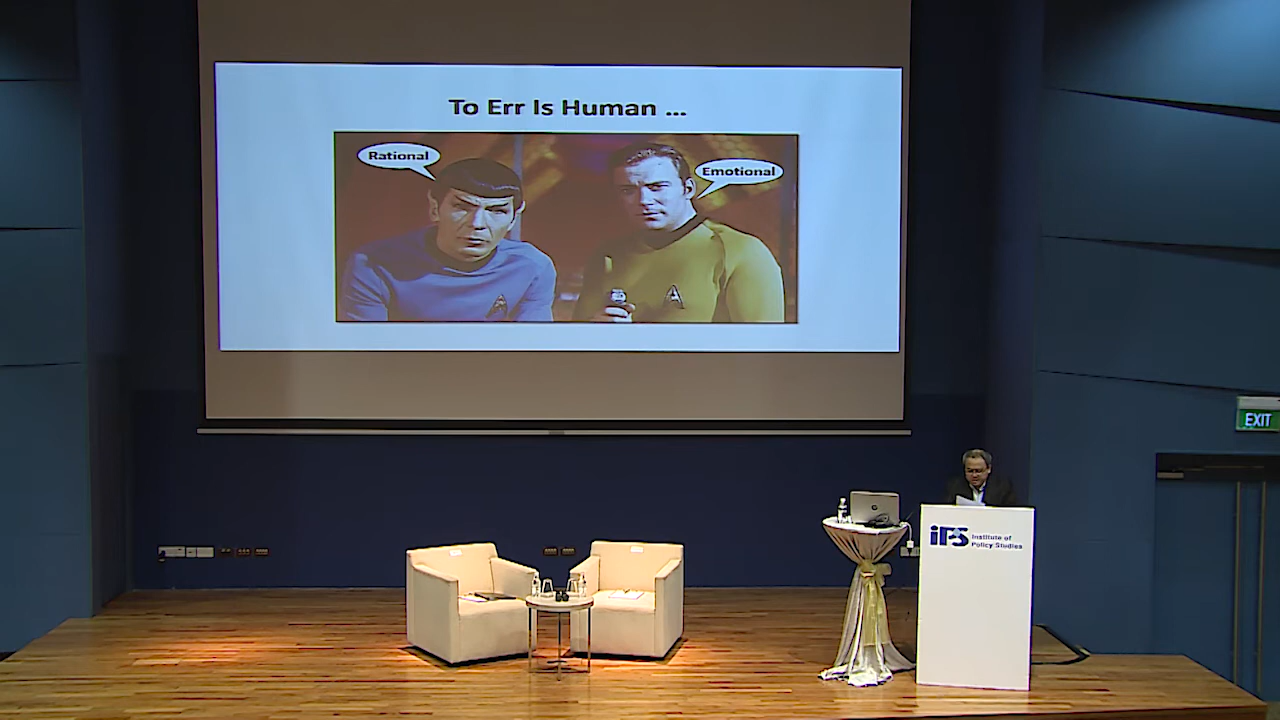 To Err Is Human ...
Rational
Emotional
EXIT
iPS Institute of
Policy Studies